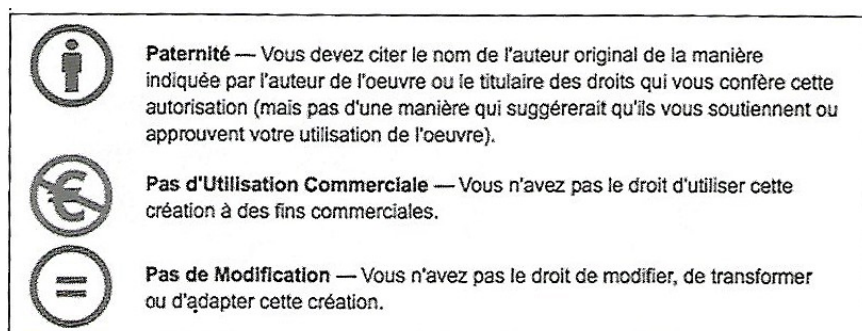 Paternité — Vous devez citer le nom de l'auteur original de la manière
indiquée par l'auteur de l'oeuvre ou le titulaire des droits qui vous confère cette
autorisation (mais pas d'une manière qui suggérerait qu'ils vous soutiennent ou
approuvent votre utilisation de l'oeuvre).
Pas d'Utilisation Commerciale — Vous n'avez pas le droit d'utiliser cette
création à des fins commerciales.
Pas de Modification — Vous n'avez pas le droit de modifier, de transformer
ou d'adapter cette création.